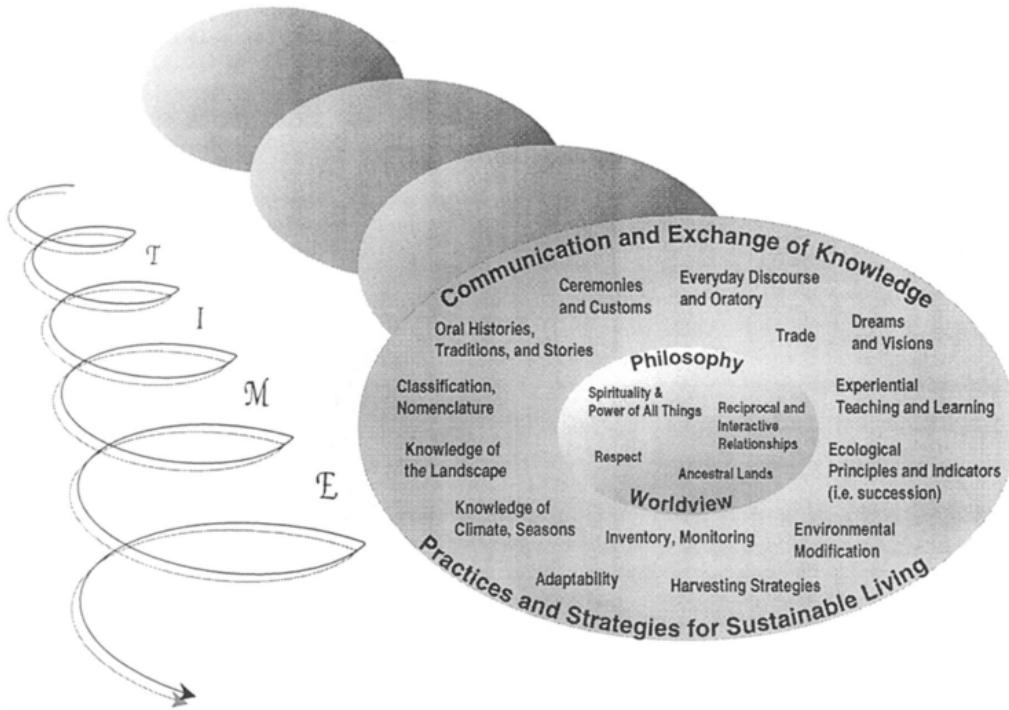 T
I
M
E
Communication and Exchange of Knowledge
Ceremonies
and Customs
Everyday Discourse
and Oratory
Oral Histories,
Traditions, and Stories
Trade
Dreams
and Visions
Classification,
Nomenclature
Experiential
Teaching and Learning
Knowledge of
the Landscape
Ecological
Principles and Indicators
(i.e. succession)
Knowledge of
Climate, Seasons
Inventory, Monitoring
Environmental
Modification
Adaptability
Harvesting Strategies
Practices and Strategies for Sustainable Living
Philosophy
Spirituality &
Power of All Things
Reciprocal and
Interactive
Relationships
Respect
Ancestral Lands
Worldview